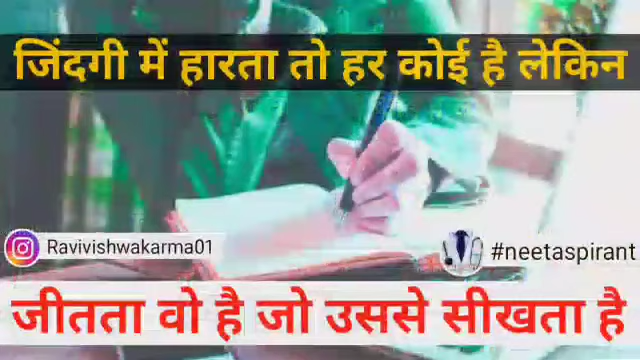 जिंदगी में हारता तो हर कोई है लेकिन
Ravivishwakarma01
#neetaspirant
जीतता वो है जो उससे सीखता है